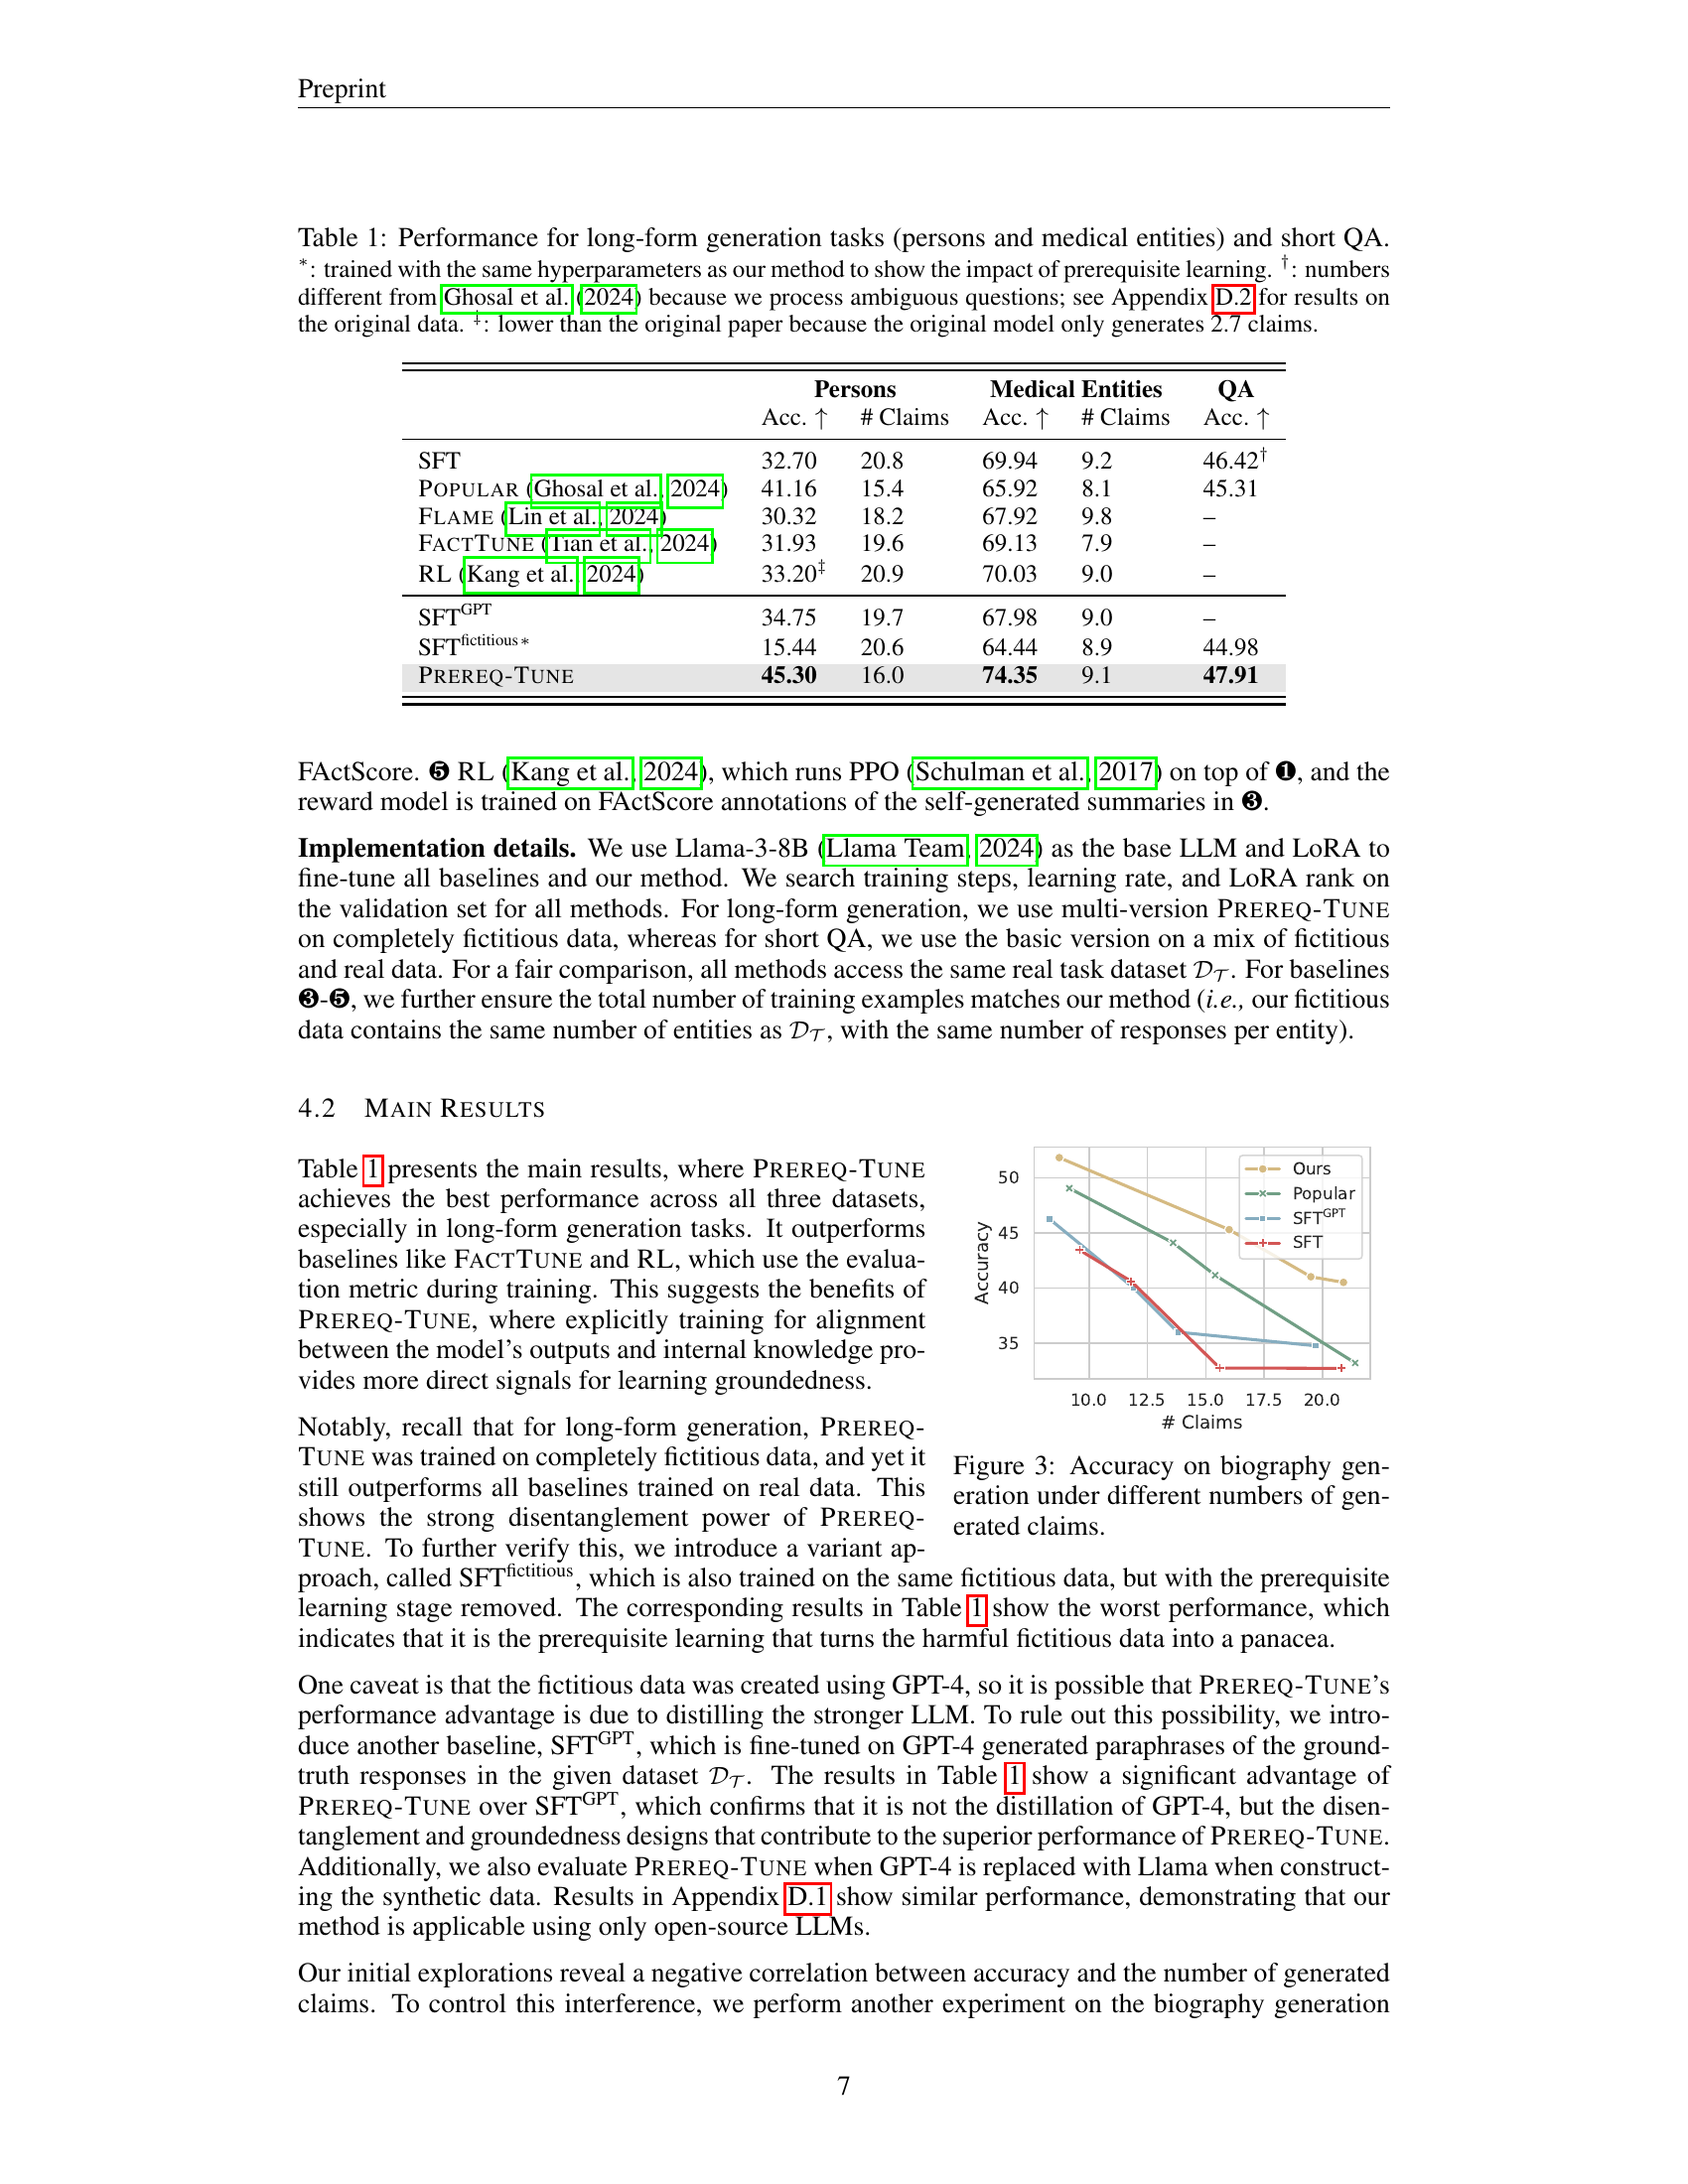 Preprint
Table 1: Performance for long-form generation tasks (persons and medical entities) and short QA.
*: trained with the same hyperparameters as our method to show the impact of prerequisite learning. †: numbers
different from Ghosal et al. (2024) because we process ambiguous questions; see Appendix D.2 for results on
the original data. ‡: lower than the original paper because the original model only generates 2.7 claims.
Persons Medical Entities QA
Acc. ↑ # Claims Acc. ↑ # Claims Acc. ↑
SFT 32.70 20.8 69.94 9.2 46.42†
POPULAR (Ghosal et al., 2024) 41.16 15.4 65.92 8.1 45.31
FLAME (Lin et al., 2024) 30.32 18.2 67.92 9.8 –
FACTTUNE (Tian et al., 2024) 31.93 19.6 69.13 7.9 –
RL (Kang et al., 2024) 33.20‡ 20.9 70.03 9.0 –
SFTGPT 34.75 19.7 67.98 9.0 –
SFTfictitious* 15.44 20.6 64.44 8.9 44.98
PREREQ-TUNE 45.30 16.0 74.35 9.1 47.91
FActScore. ❺ RL (Kang et al., 2024), which runs PPO (Schulman et al., 2017) on top of ❶, and the
reward model is trained on FActScore annotations of the self-generated summaries in ❸.
Implementation details. We use Llama-3-8B (Llama Team, 2024) as the base LLM and LoRA to
fine-tune all baselines and our method. We search training steps, learning rate, and LoRA rank on
the validation set for all methods. For long-form generation, we use multi-version PREREQ-TUNE
on completely fictitious data, whereas for short QA, we use the basic version on a mix of fictitious
and real data. For a fair comparison, all methods access the same real task dataset 𝒟𝒯. For baselines
❸-❺, we further ensure the total number of training examples matches our method (i.e., our fictitious
data contains the same number of entities as 𝒟𝒯, with the same number of responses per entity).
4.2 MAIN RESULTS
Table 1 presents the main results, where PREREQ-TUNE
achieves the best performance across all three datasets,
especially in long-form generation tasks. It outperforms
baselines like FACTTUNE and RL, which use the evalua-
tion metric during training. This suggests the benefits of
PREREQ-TUNE, where explicitly training for alignment
between the model's outputs and internal knowledge pro-
vides more direct signals for learning groundedness.
Notably, recall that for long-form generation, PREREQ-
TUNE was trained on completely fictitious data, and yet it
still outperforms all baselines trained on real data. This
shows the strong disentanglement power of PREREQ-
TUNE. To further verify this, we introduce a variant ap-
Accuracy
50
45
40
35
Ours
Popular
SFTGPT
SFT
10.0 12.5 15.0 17.5 20.0
# Claims
Figure 3: Accuracy on biography gen-
eration under different numbers of gen-
erated claims.
proach, called SFTfictitious, which is also trained on the same fictitious data, but with the prerequisite
learning stage removed. The corresponding results in Table 1 show the worst performance, which
indicates that it is the prerequisite learning that turns the harmful fictitious data into a panacea.
One caveat is that the fictitious data was created using GPT-4, so it is possible that PREREQ-TUNE's
performance advantage is due to distilling the stronger LLM. To rule out this possibility, we intro-
duce another baseline, SFTGPT, which is fine-tuned on GPT-4 generated paraphrases of the ground-
truth responses in the given dataset 𝒟𝒯. The results in Table 1 show a significant advantage of
PREREQ-TUNE over SFTGPT, which confirms that it is not the distillation of GPT-4, but the disen-
tanglement and groundedness designs that contribute to the superior performance of PREREQ-TUNE.
Additionally, we also evaluate PREREQ-TUNE when GPT-4 is replaced with Llama when construct-
ing the synthetic data. Results in Appendix D.1 show similar performance, demonstrating that our
method is applicable using only open-source LLMs.
Our initial explorations reveal a negative correlation between accuracy and the number of generated
claims. To control this interference, we perform another experiment on the biography generation
7